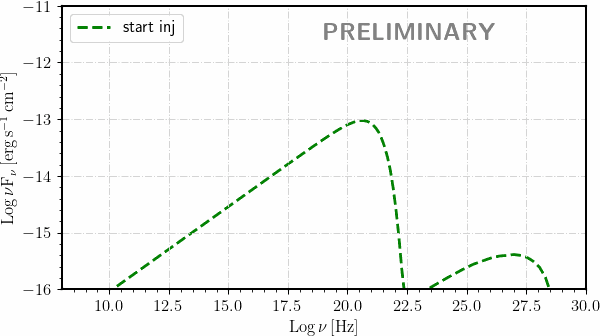 −11
start inj
PRELIMINARY
−12
−13
−14
−15
−16
Log νFν [erg s−1 cm−2]
10.0 12.5 15.0 17.5 20.0 22.5 25.0 27.5 30.0
Log ν [Hz]